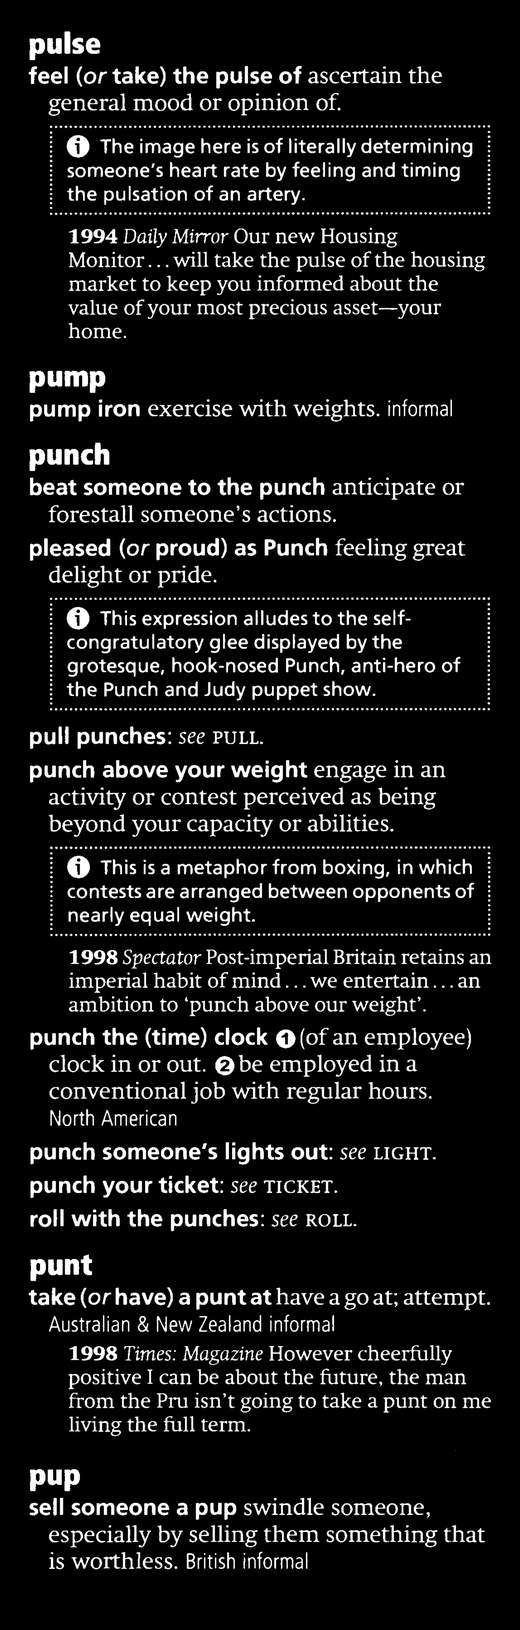 pulse
feel (or take) the pulse of ascertain the
general mood or opinion of.
ⓘ The image here is of literally determining
someone's heart rate by feeling and timing
the pulsation of an artery.
1994 Daily Mirror Our new Housing
Monitor...will take the pulse of the housing
market to keep you informed about the
value of your most precious asset—your
home.
pump
pump iron exercise with weights. informal
punch
beat someone to the punch anticipate or
forestall someone's actions.
pleased (or proud) as Punch feeling great
delight or pride.
ⓘ This expression alludes to the self-
congratulatory glee displayed by the
grotesque, hook-nosed Punch, anti-hero of
the Punch and Judy puppet show.
pull punches: see PULL.
punch above your weight engage in an
activity or contest perceived as being
beyond your capacity or abilities.
ⓘ This is a metaphor from boxing, in which
contests are arranged between opponents of
nearly equal weight.
1998 Spectator Post-imperial Britain retains an
imperial habit of mind...we entertain...an
ambition to 'punch above our weight'.
punch the (time) clock ❶ (of an employee)
clock in or out. ❷ be employed in a
conventional job with regular hours.
North American
punch someone's lights out: see LIGHT.
punch your ticket: see TICKET.
roll with the punches: see ROLL.
punt
take (or have) a punt at have a go at; attempt.
Australian & New Zealand informal
1998 Times: Magazine However cheerfully
positive I can be about the future, the man
from the Pru isn't going to take a punt on me
living the full term.
pup
sell someone a pup swindle someone,
especially by selling them something that
is worthless. British informal